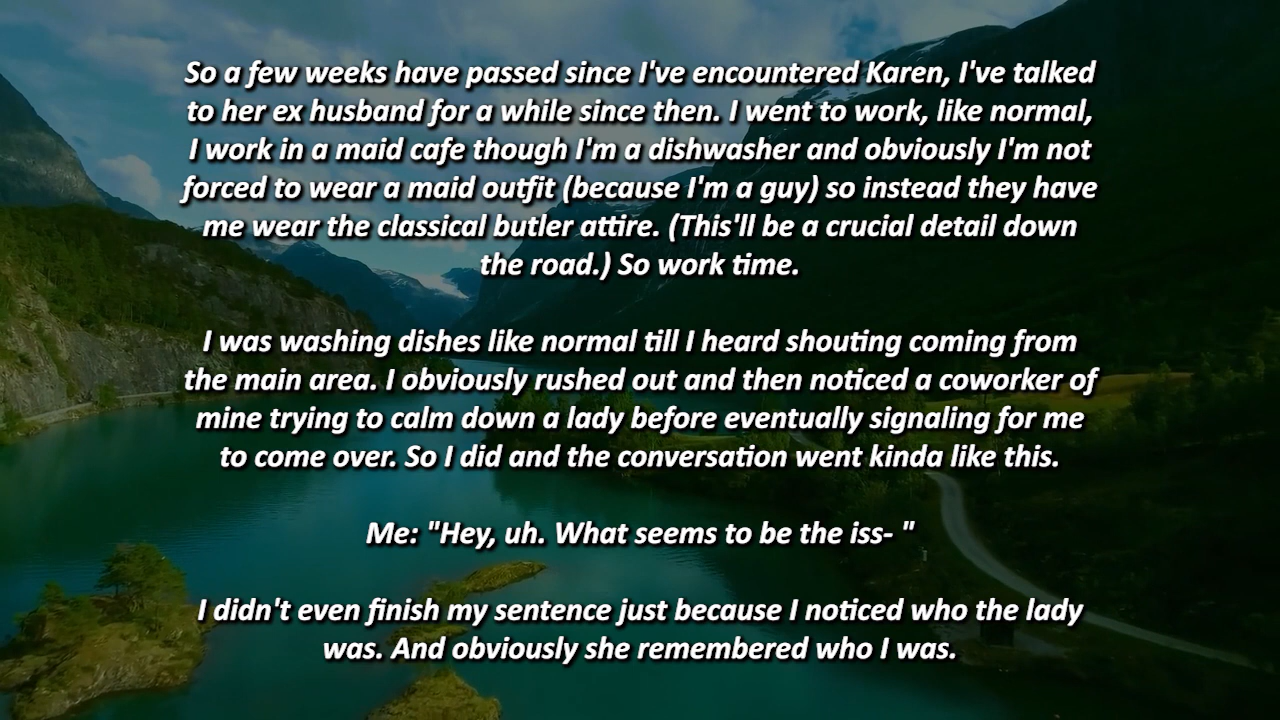 So a few weeks have passed since I've encountered Karen, I've talked
to her ex husband for a while since then. I went to work, like normal,
I work in a maid cafe though I'm a dishwasher and obviously I'm not
forced to wear a maid outfit (because I'm a guy) so instead they have
me wear the classical butler attire. (This'll be a crucial detail down
the road.) So work time.
I was washing dishes like normal till I heard shouting coming from
the main area. I obviously rushed out and then noticed a coworker of
mine trying to calm down a lady before eventually signaling for me
to come over. So I did and the conversation went kinda like this.
Me: "Hey, uh. What seems to be the iss- "
I didn't even finish my sentence just because I noticed who the lady
was. And obviously she remembered who I was.